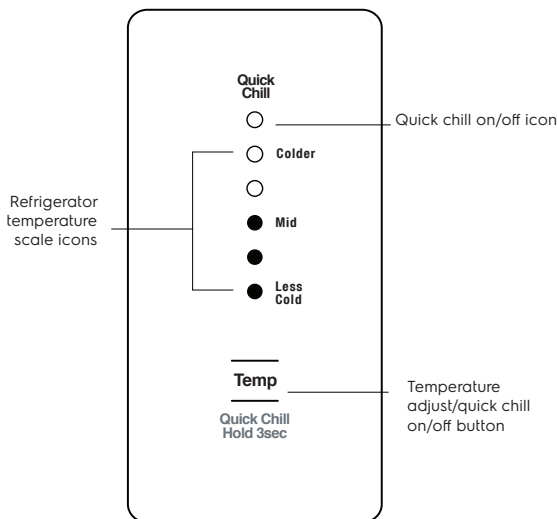 Quick
Chill
Quick chill on/off icon
Colder
Refrigerator
temperature
scale icons
Mid
Less
Cold
Temp
Quick Chill
Hold 3sec
Temperature
adjust/quick chill
on/off button